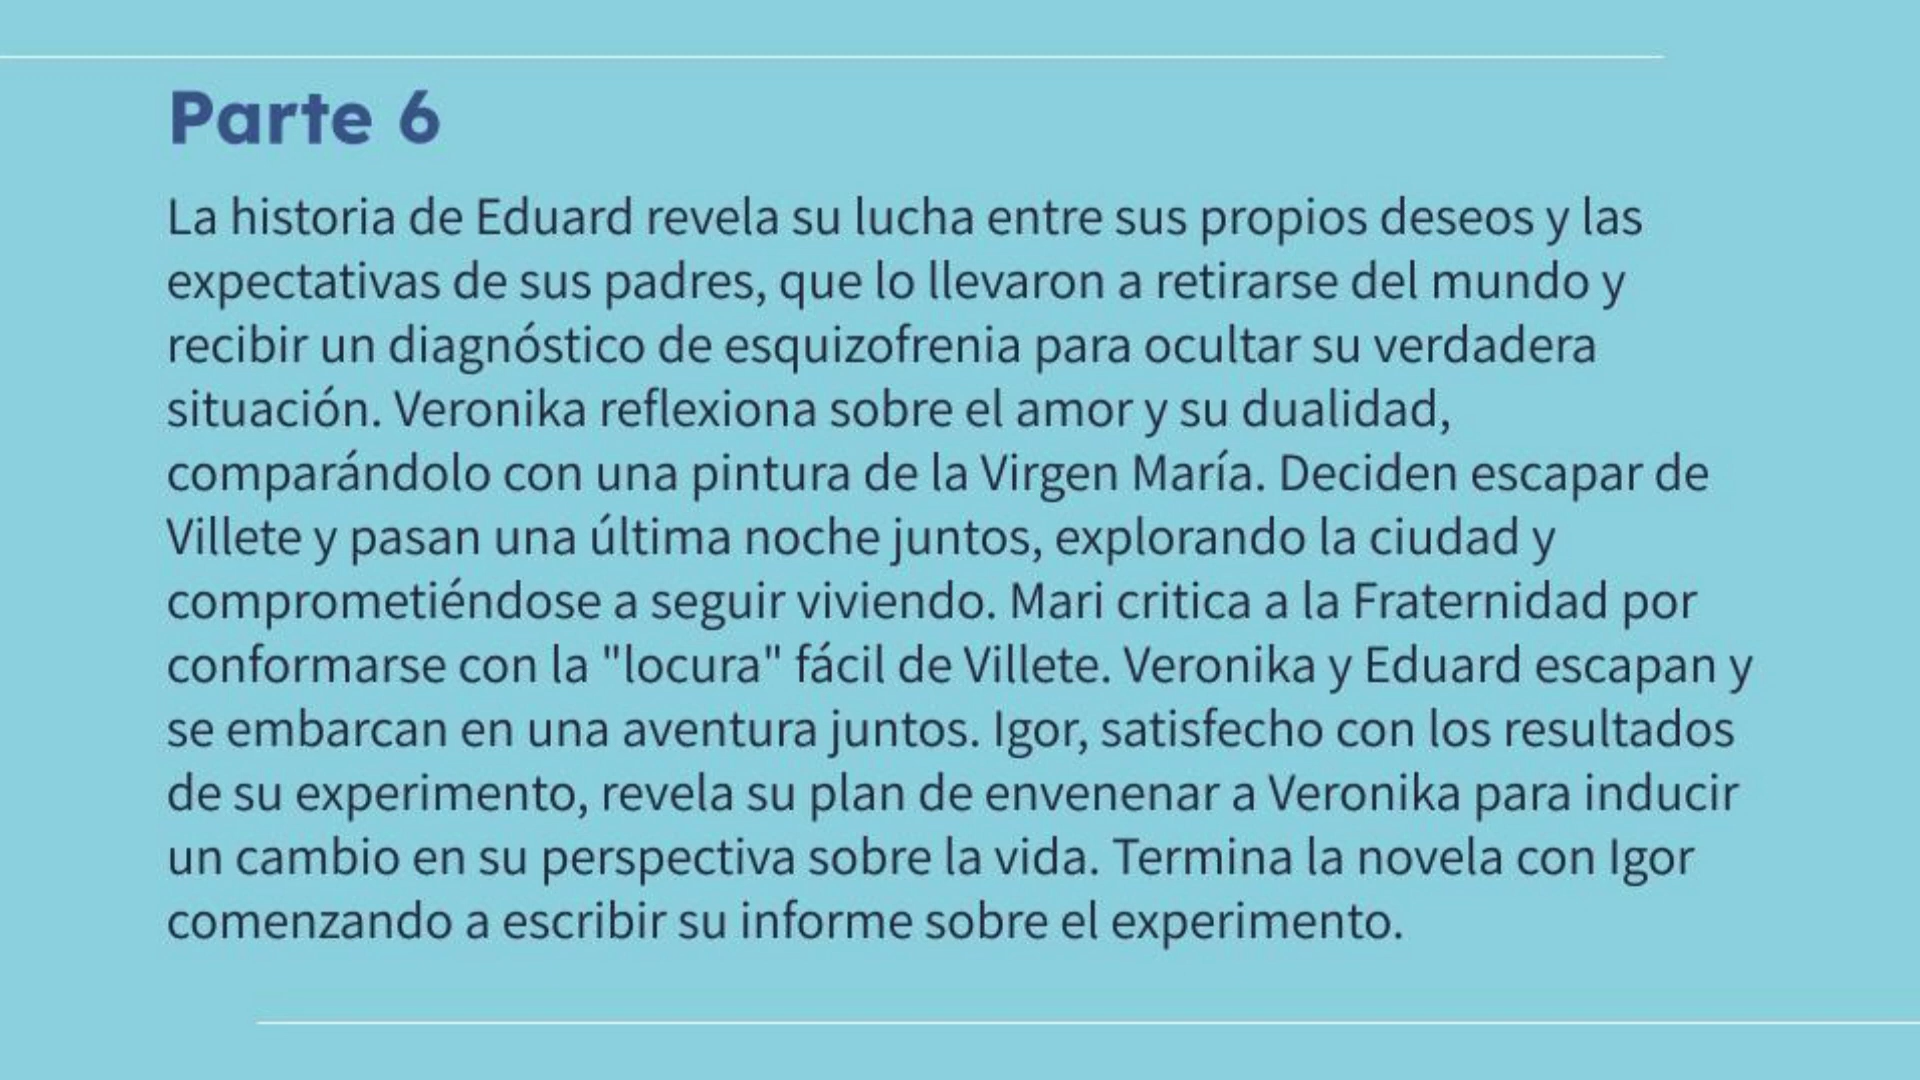 Parte 6
La historia de Eduard revela su lucha entre sus propios deseos y las
expectativas de sus padres, que lo llevaron a retirarse del mundo y
recibir un diagnóstico de esquizofrenia para ocultar su verdadera
situación. Veronika reflexiona sobre el amor y su dualidad,
comparándolo con una pintura de la Virgen María. Deciden escapar de
Villete y pasan una última noche juntos, explorando la ciudad y
comprometiéndose a seguir viviendo. Mari critica a la Fraternidad por
conformarse con la "locura" fácil de Villete. Veronika y Eduard escapan y
se embarcan en una aventura juntos. Igor, satisfecho con los resultados
de su experimento, revela su plan de envenenar a Veronika para inducir
un cambio en su perspectiva sobre la vida. Termina la novela con Igor
comenzando a escribir su informe sobre el experimento.